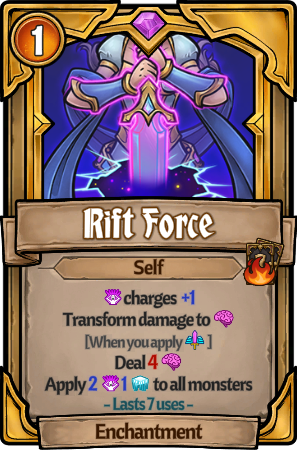 1
Rift Force
Self
charges +1
Transform damage to
[When you apply ]
Deal 4
Apply 2 1 to all monsters
- Lasts 7 uses -
Enchantment